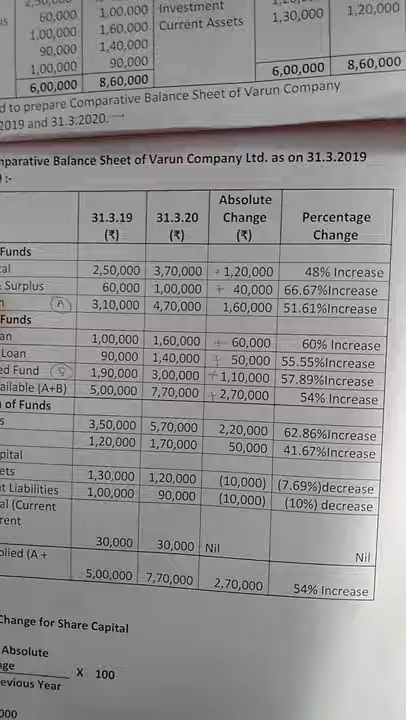 60,000 1,00,000 Investment
1,00,000 1,60,000 Current Assets 1,30,000 1,20,000
90,000 1,40,000
1,00,000 90,000
6,00,000 8,60,000 6,00,000 8,60,000
d to prepare Comparative Balance Sheet of Varun Company
2019 and 31.3.2020.
mparative Balance Sheet of Varun Company Ltd. as on 31.3.2019
) :-
31.3.19 (₹) 31.3.20 (₹) Absolute Change (₹) Percentage Change
Funds
al 2,50,000 3,70,000 + 1,20,000 48% Increase
Surplus 60,000 1,00,000 + 40,000 66.67%Increase
A 3,10,000 4,70,000 1,60,000 51.61%Increase
Funds
an 1,00,000 1,60,000 + 60,000 60% Increase
Loan 90,000 1,40,000 + 50,000 55.55%Increase
ed Fund 1,90,000 3,00,000 +1,10,000 57.89%Increase
ailable (A+B) 5,00,000 7,70,000 + 2,70,000 54% Increase
of Funds
s 3,50,000 5,70,000 2,20,000 62.86%Increase
1,20,000 1,70,000 50,000 41.67%Increase
pital
ets 1,30,000 1,20,000 (10,000) (7.69%)decrease
t Liabilities 1,00,000 90,000 (10,000) (10%) decrease
al (Current
rent
30,000 30,000 Nil Nil
plied (A +
5,00,000 7,70,000 2,70,000 54% Increase
Change for Share Capital
Absolute
ge
X 100
evious Year
000